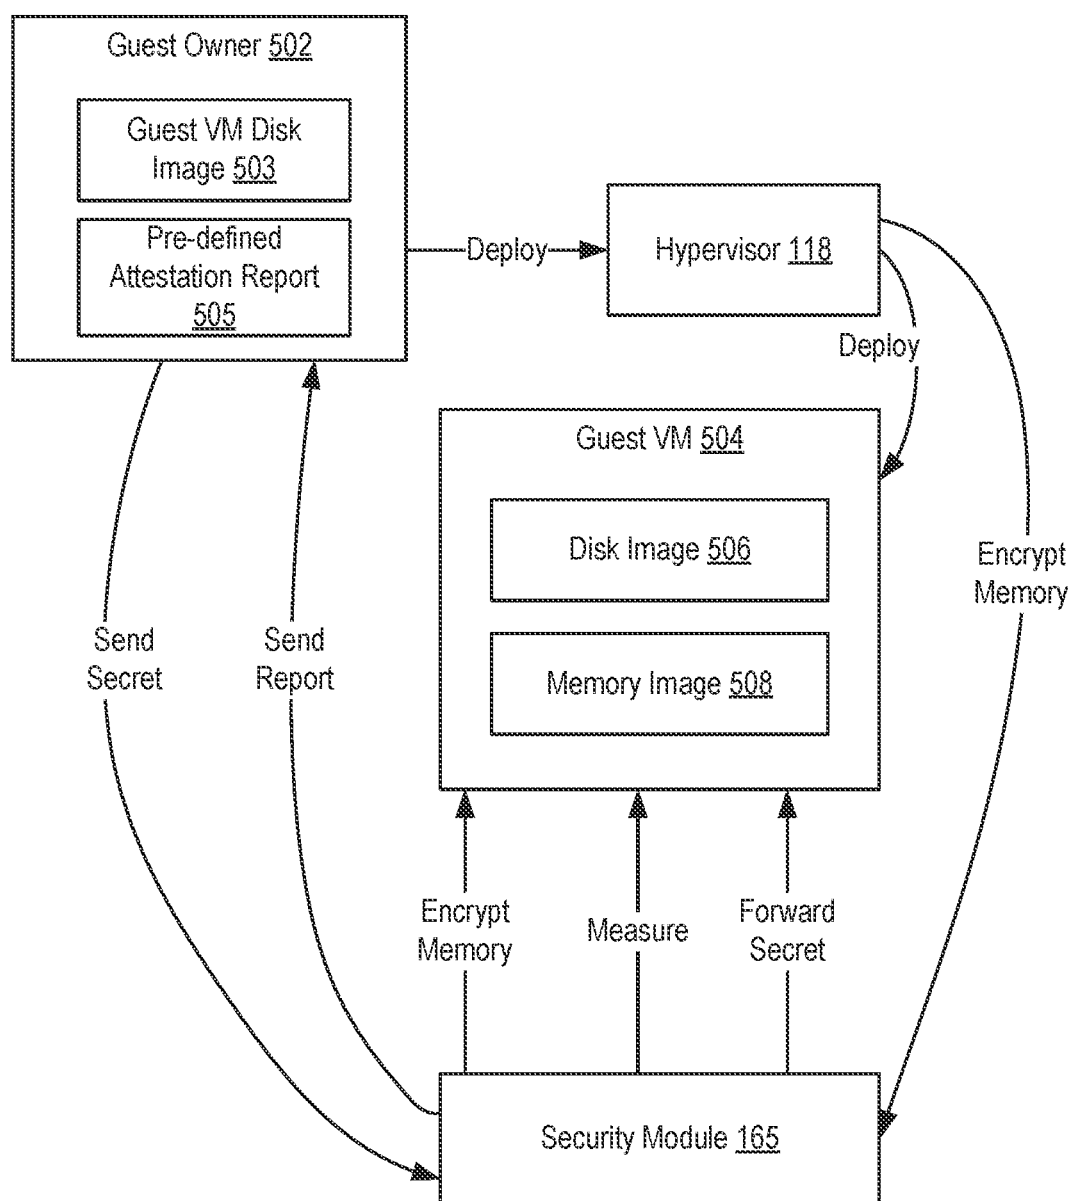 Guest Owner 502
Guest VM Disk
Image 503
Pre-defined
Attestation Report
505
Deploy
Hypervisor 118
Deploy
Guest VM 504
Disk Image 506
Memory Image 508
Encrypt
Memory
Send
Secret
Send
Report
Encrypt
Memory
Measure
Forward
Secret
Security Module 165